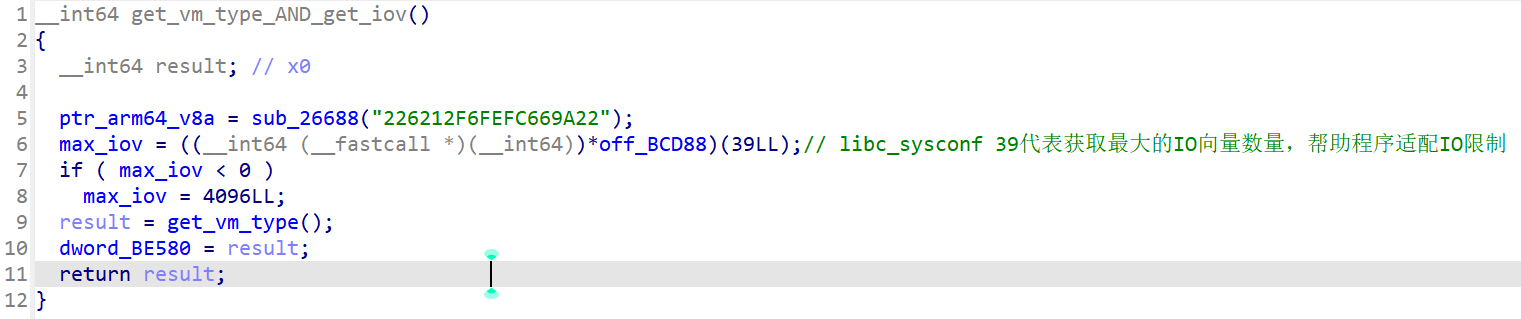 1 __int64 get_vm_type_AND_get_iov()
2 {
3   __int64 result; // x0
4
5   ptr_arm64_v8a = sub_26688("226212F6FEFC669A22");
6   max_iov = ((__int64 (__fastcall *)(__int64))*off_BCD88)(39LL);// libc_sysconf 39代表获取最大的IO向量数量，帮助程序适配IO限制
7   if ( max_iov < 0 )
8     max_iov = 4096LL;
9   result = get_vm_type();
10   dword_BE580 = result;
11   return result;
12 }